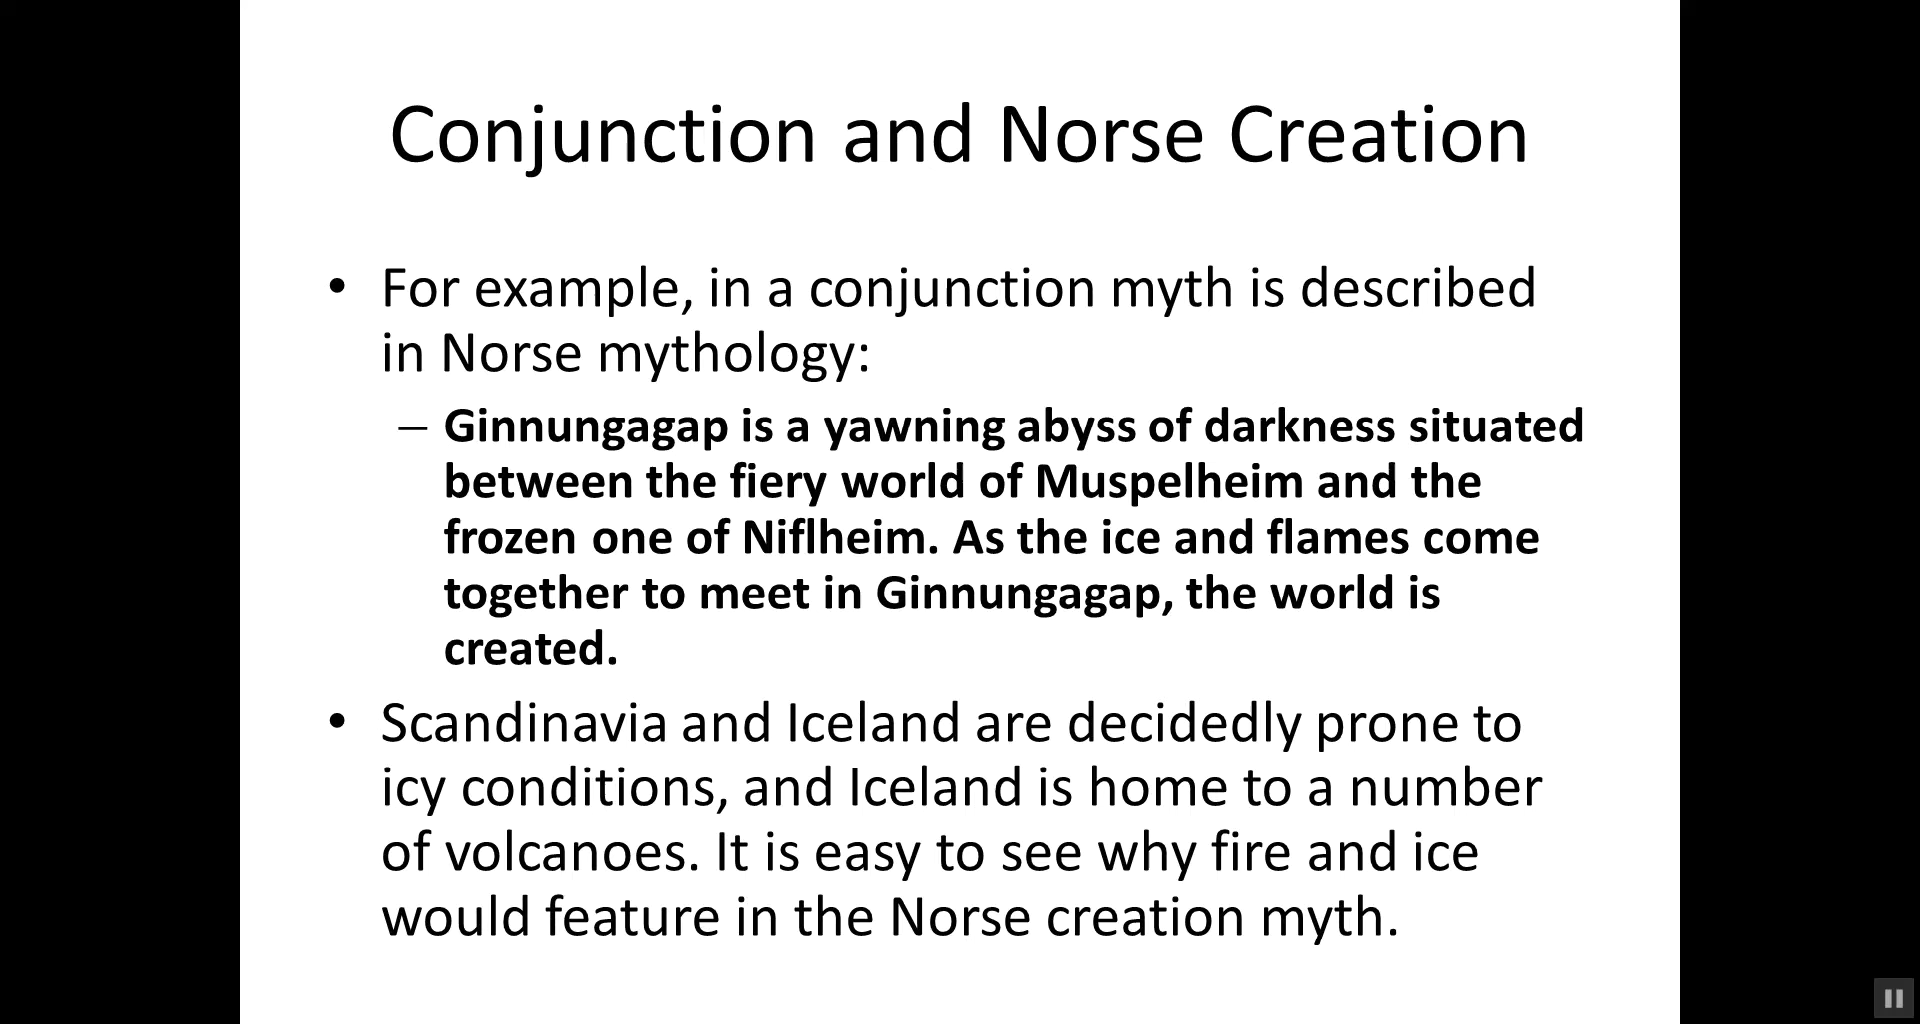 Conjunction and Norse Creation
• For example, in a conjunction myth is described
in Norse mythology:
– Ginnungagap is a yawning abyss of darkness situated
between the fiery world of Muspelheim and the
frozen one of Niflheim. As the ice and flames come
together to meet in Ginnungagap, the world is
created.
• Scandinavia and Iceland are decidedly prone to
icy conditions, and Iceland is home to a number
of volcanoes. It is easy to see why fire and ice
would feature in the Norse creation myth.